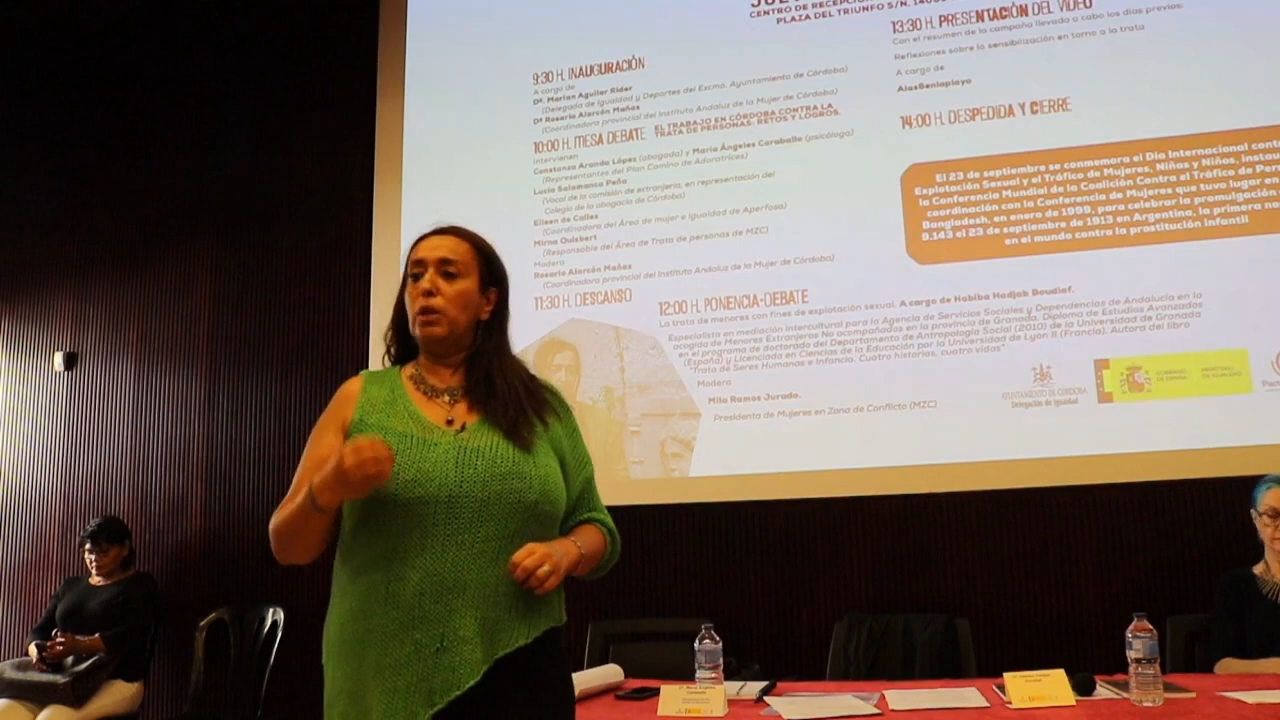 CENTRO DE RECEPCIÓN
PLAZA DEL TRIUNFO S/N. 14003
9:30 H. INAUGURACIÓN
A cargo de
Dª. Marian Aguilar Rider
(Delegada de Igualdad y Deportes del Excmo. Ayuntamiento de Córdoba)
Dª Rosario Alarcón Mañas
(Coordinadora provincial del Instituto Andaluz de la Mujer de Córdoba)
10:00 H. MESA DEBATE EL TRABAJO EN CÓRDOBA CONTRA LA
TRATA DE PERSONAS: RETOS Y LOGROS.
Intervienen
Constanza Aranda López (abogada) y María Ángeles Caraballo (psicóloga)
(Representantes del Plan Camino de Adoratrices)
Lucía Salamanca Peña
(Vocal de la comisión de extranjería, en representación del
Colegio de la abogacía de Córdoba)
Eileen de Calles
(Coordinadora del Área de mujer e Igualdad de Aperfosa)
Mirna Oulsbert
(Responsable del Área de Trata de personas de MZC)
Modera
Rosario Alarcón Mañas
(Coordinadora provincial del Instituto Andaluz de la Mujer de Córdoba)
11:30 H. DESCANSO
12:00 H. PONENCIA-DEBATE
La trata de menores con fines de explotación sexual. A cargo de Habiba Hadjab Boudiaf.
Especialista en mediación intercultural para la Agencia de Servicios Sociales y Dependencias de Andalucía en la
acogida de Menores Extranjeros No acompañados en la provincia de Granada. Diploma de Estudios Avanzados
en el programa de doctorado del Departamento de Antropología Social (2010) de la Universidad de Granada
(España) y Licenciada en Ciencias de la Educación por la Universidad de Lyon II (Francia). Autora del libro
"Trata de Seres Humanos e Infancia. Cuatro historias, cuatro vidas"
Modera
Mila Ramos Jurado.
Presidenta de Mujeres en Zona de Conflicto (MZC)
13:30 H. PRESENTACIÓN DEL VÍDEO
Con el resumen de la campaña llevada a cabo los días previos.
Reflexiones sobre la sensibilización en torno a la trata
A cargo de
AlasGeniaplaya
14:00 H. DESPEDIDA Y CIERRE
El 23 de septiembre se conmemora el Día Internacional cont
Explotación Sexual y el Tráfico de Mujeres, Niñas y Niños, instau
la Conferencia Mundial de la Coalición Contra el Tráfico de Per
coordinación con la Conferencia de Mujeres que tuvo lugar en
Bangladesh, en enero de 1999, para celebrar la promulgación
9.143 el 23 de septiembre de 1913 en Argentina, la primera no
en el mundo contra la prostitución infantil
AYUNTAMIENTO DE CÓRDOBA
Delegación de Igualdad
GOBIERNO
DE ESPAÑA
MINISTERIO
DE IGUALDAD